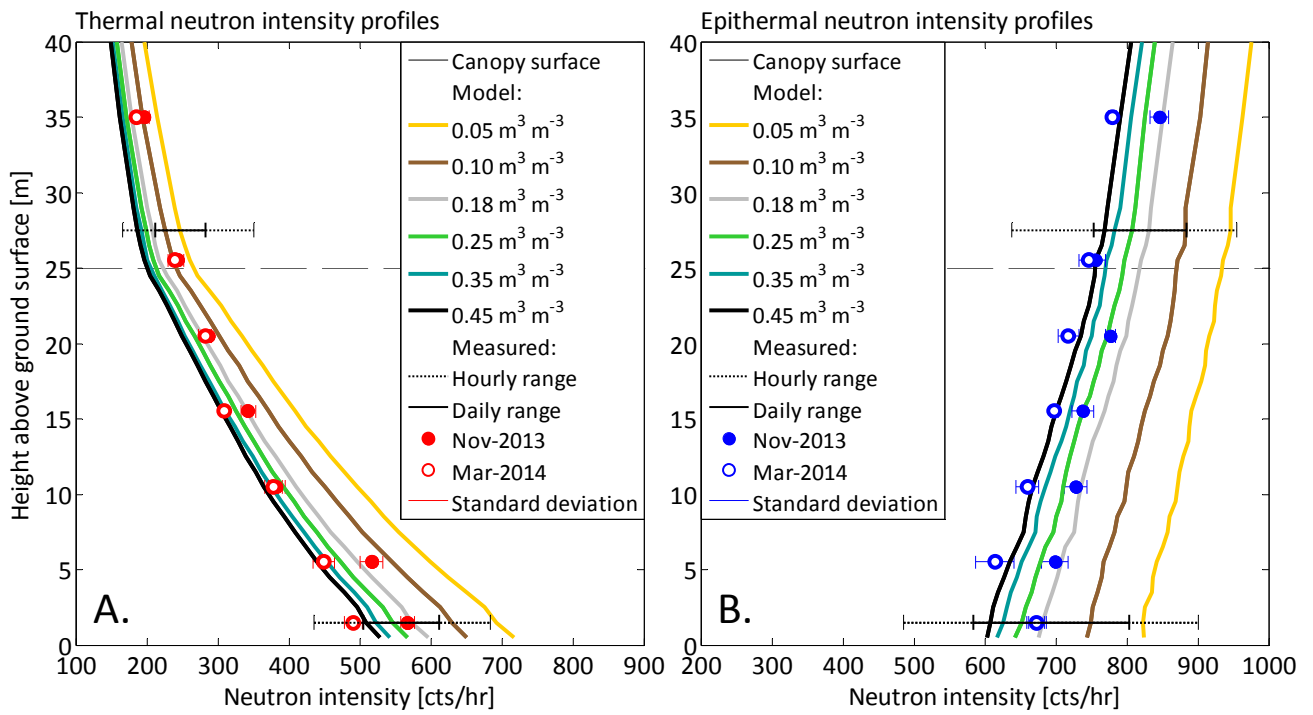 Thermal neutron intensity profiles
Height above ground surface [m]
40
35
30
25
20
15
10
5
0
100 200 300 400 500 600 700 800 900
Neutron intensity [cts/hr]
A.
Canopy surface
Model:
0.05 m³ m⁻³
0.10 m³ m⁻³
0.18 m³ m⁻³
0.25 m³ m⁻³
0.35 m³ m⁻³
0.45 m³ m⁻³
Measured:
Hourly range
Daily range
Nov-2013
Mar-2014
Standard deviation
Epithermal neutron intensity profiles
40
35
30
25
20
15
10
5
0
200 300 400 500 600 700 800 900 1000
Neutron intensity [cts/hr]
B.
Canopy surface
Model:
0.05 m³ m⁻³
0.10 m³ m⁻³
0.18 m³ m⁻³
0.25 m³ m⁻³
0.35 m³ m⁻³
0.45 m³ m⁻³
Measured:
Hourly range
Daily range
Nov-2013
Mar-2014
Standard deviation